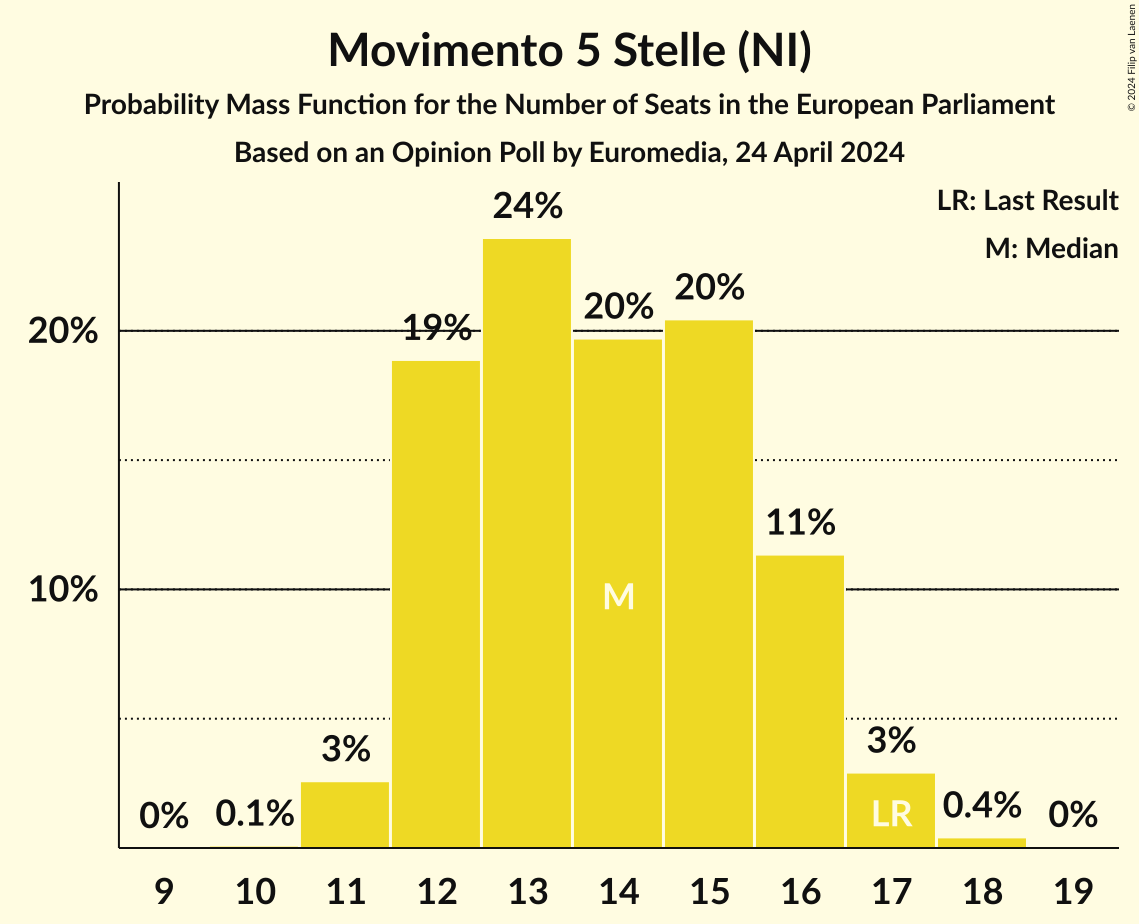 Movimento 5 Stelle (NI)
Probability Mass Function for the Number of Seats in the European Parliament
Based on an Opinion Poll by Euromedia, 24 April 2024
© 2024 Filip van Laenen
LR: Last Result
M: Median
24%
20%
20%
19%
20%
11%
10%
M
3%
3%
LR
0%
0.1%
0.4%
0%
9 10 11 12 13 14 15 16 17 18 19